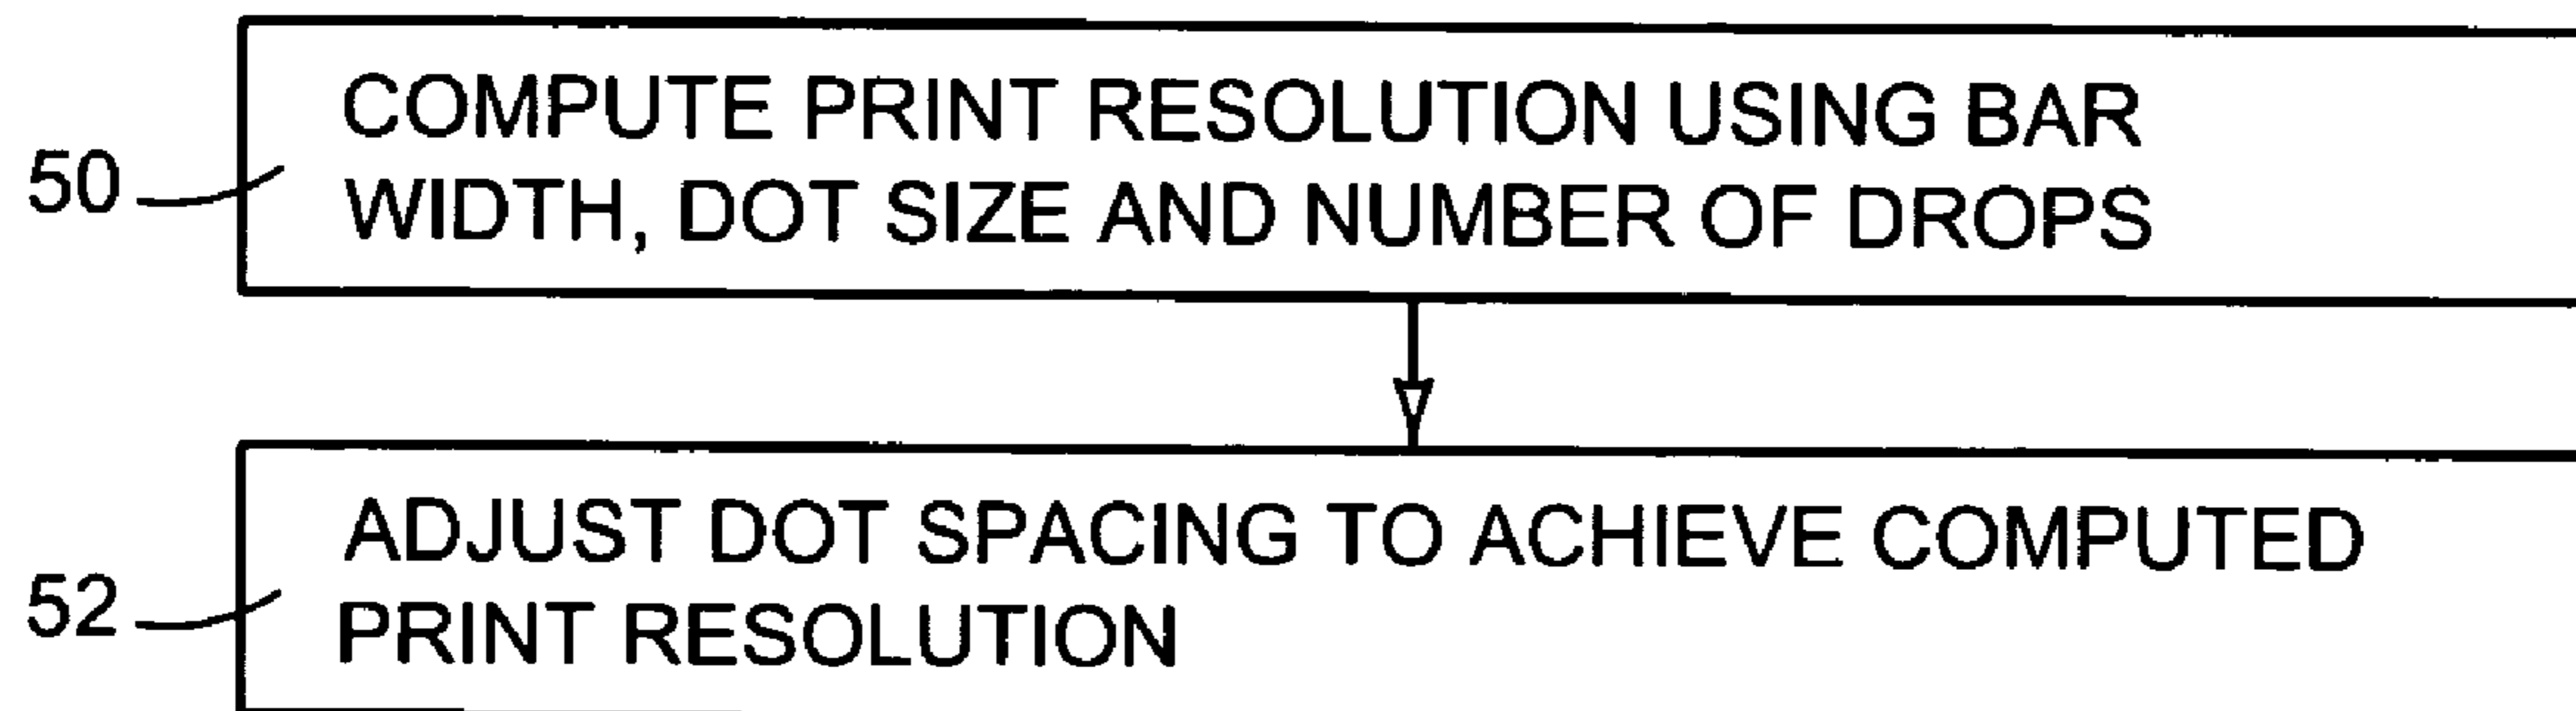 50
COMPUTE PRINT RESOLUTION USING BAR
WIDTH, DOT SIZE AND NUMBER OF DROPS
52
ADJUST DOT SPACING TO ACHIEVE COMPUTED
PRINT RESOLUTION